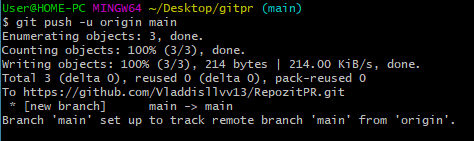 User@HOME-PC MINGW64 ~/Desktop/gitpr (main)
$ git push -u origin main
Enumerating objects: 3, done.
Counting objects: 100% (3/3), done.
Writing objects: 100% (3/3), 214 bytes | 214.00 KiB/s, done.
Total 3 (delta 0), reused 0 (delta 0), pack-reused 0
To https://github.com/Vladdisllvv13/RepozitPR.git
 * [new branch]      main -> main
Branch 'main' set up to track remote branch 'main' from 'origin'.